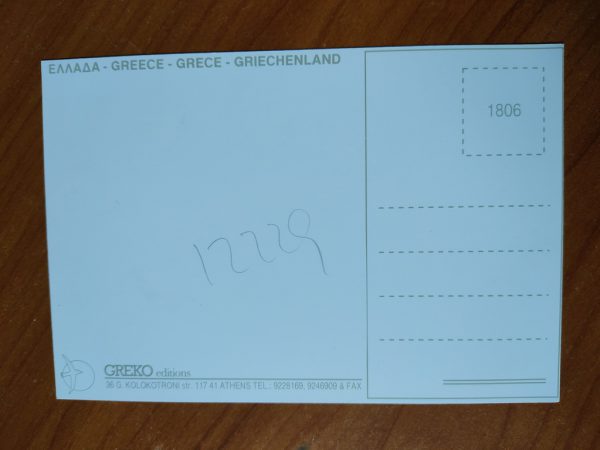 ΕΛΛΑΔΑ - GREECE - GRECE - GRIECHENLAND
1806
12229
GREKO editions
36 G. KOLOKOTRONI str. 117 41 ATHENS TEL.: 9228169, 9246909 & FAX